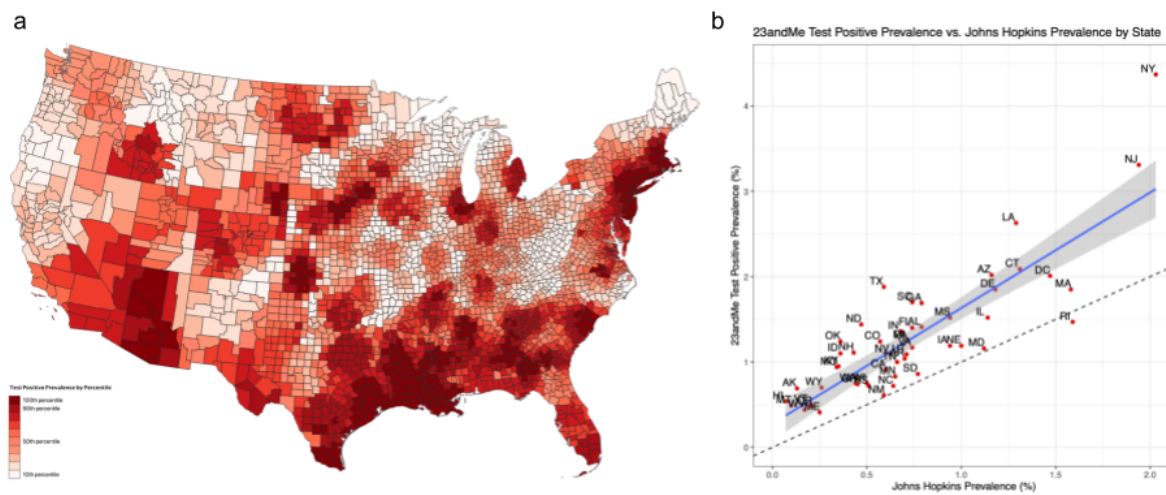 a
Test Positive Prevalence by Percentile
100th percentile
90th percentile
50th percentile
10th percentile
b
23andMe Test Positive Prevalence vs. Johns Hopkins Prevalence by State
23andMe Test Positive Prevalence (%)
4
3
2
1
0
NY
NJ
LA
CT
AZ
DC
DE
MA
TX
SC
GA
MS
IL
RI
ND
FL
AL
IN
OK
CO
ID
NH
IA
NE
MD
NV
CA
MN
SD
NC
NM
AK
WY
HI
ME
0.0
0.5
1.0
1.5
2.0
Johns Hopkins Prevalence (%)